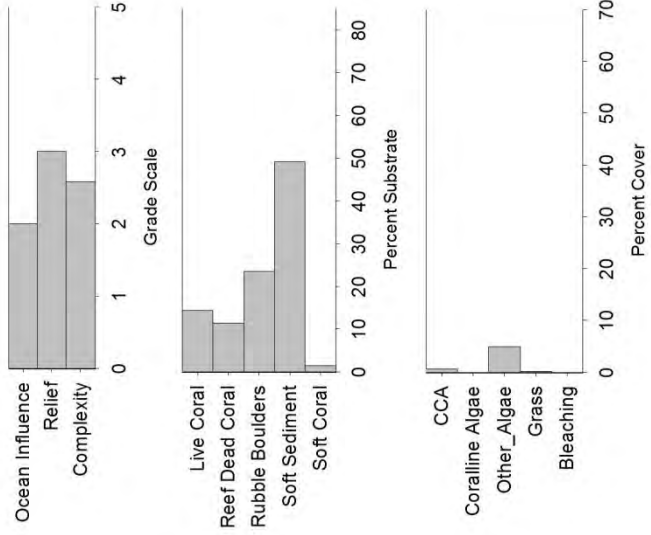 Ocean Influence
Relief
Complexity
0 1 2 3 4 5
Grade Scale
Live Coral
Reef Dead Coral
Rubble Boulders
Soft Sediment
Soft Coral
0 10 20 30 40 50 60 70 80
Percent Substrate
CCA
Coralline Algae
Other_Algae
Grass
Bleaching
0 10 20 30 40 50 60 70
Percent Cover